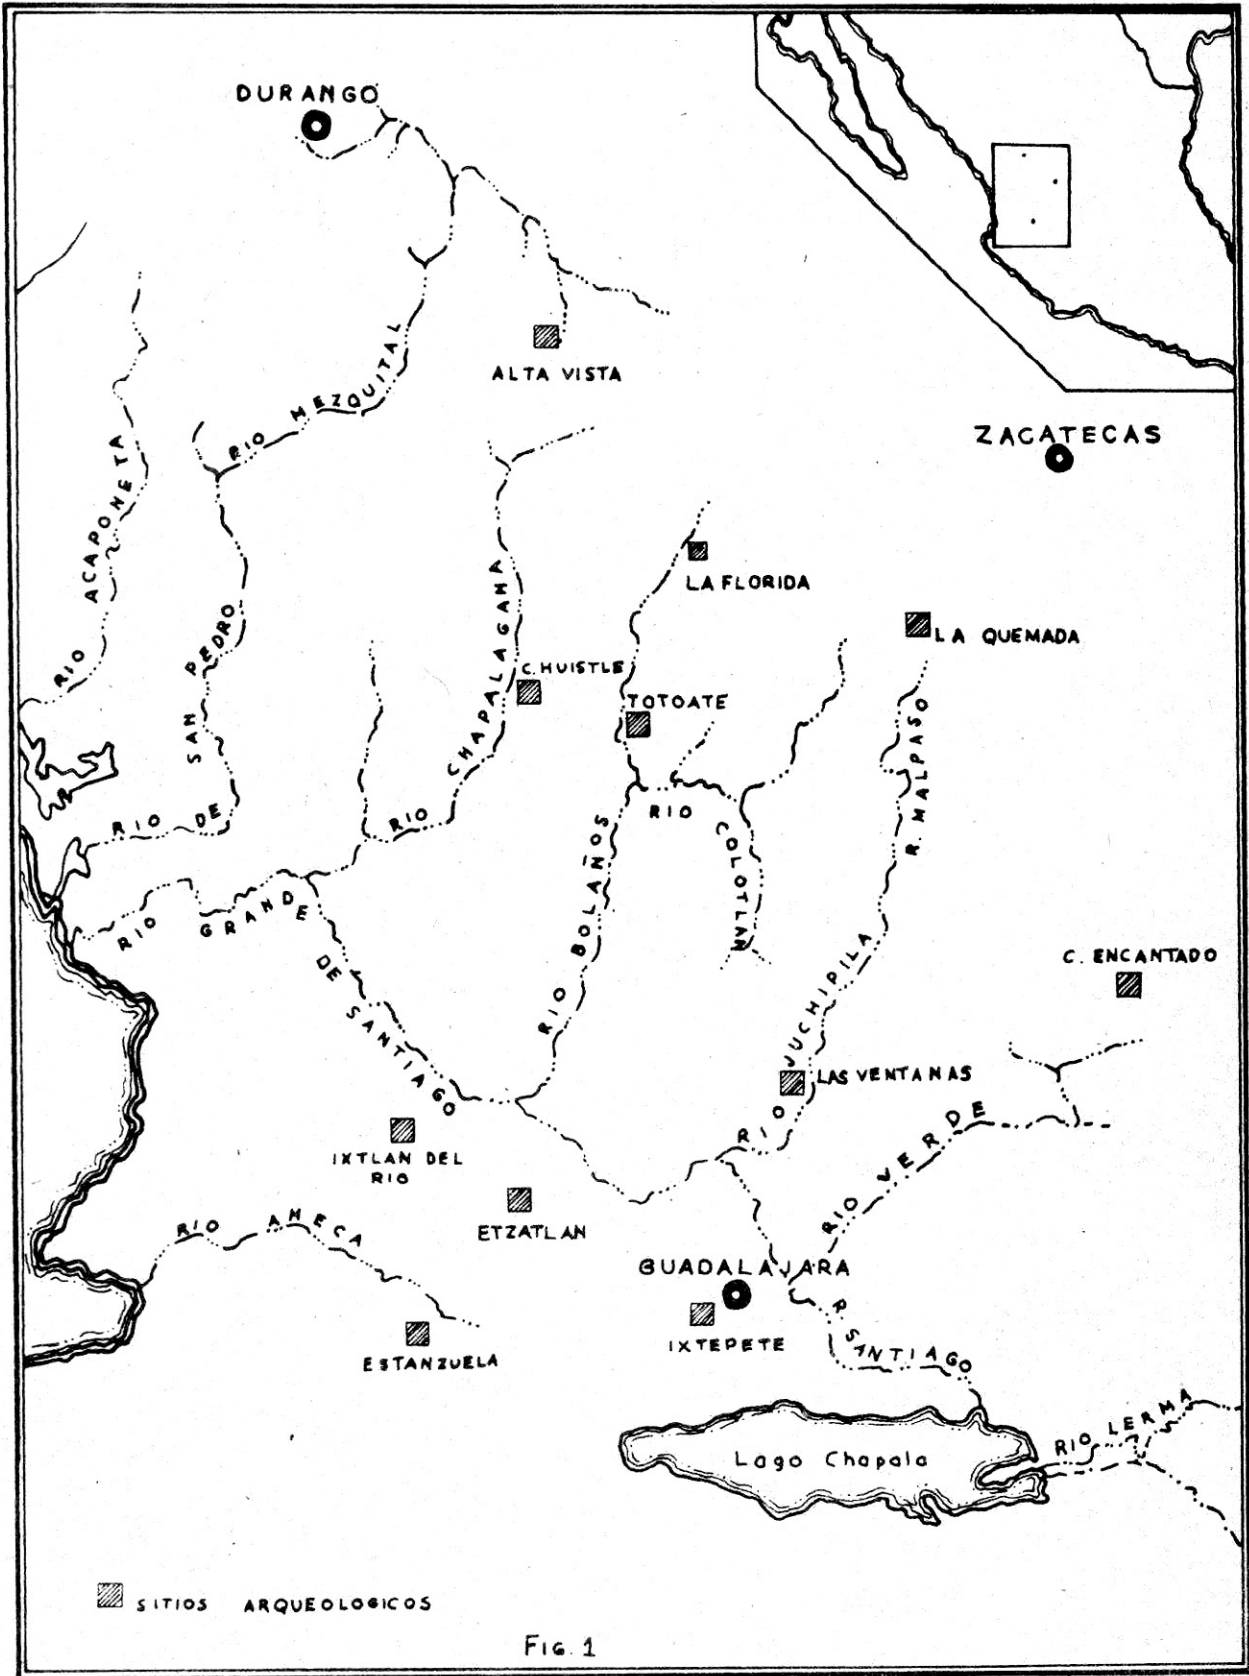 DURANGO
ALTA VISTA
ZACATECAS
RIO MEZQUITAL
RIO ACAPONETA
LA FLORIDA
LA QUEMADA
RIO DE SAN PEDRO
C. HUISTLE
RIO CHAPALAGANA
TOTOATE
R. MALPASO
RIO COLOTLAN
RIO BOLAÑOS
RIO GRANDE DE SANTIAGO
C. ENCANTADO
RIO JUCHIPILA
LAS VENTANAS
RIO VERDE
IXTLAN DEL
RIO
ETZATLAN
RIO AMECA
GUADALAJARA
IXTEPETE
ESTANZUELA
R. SANTIAGO
Lago Chapala
RIO LERMA
SITIOS ARQUEOLOGICOS
FIG. 1